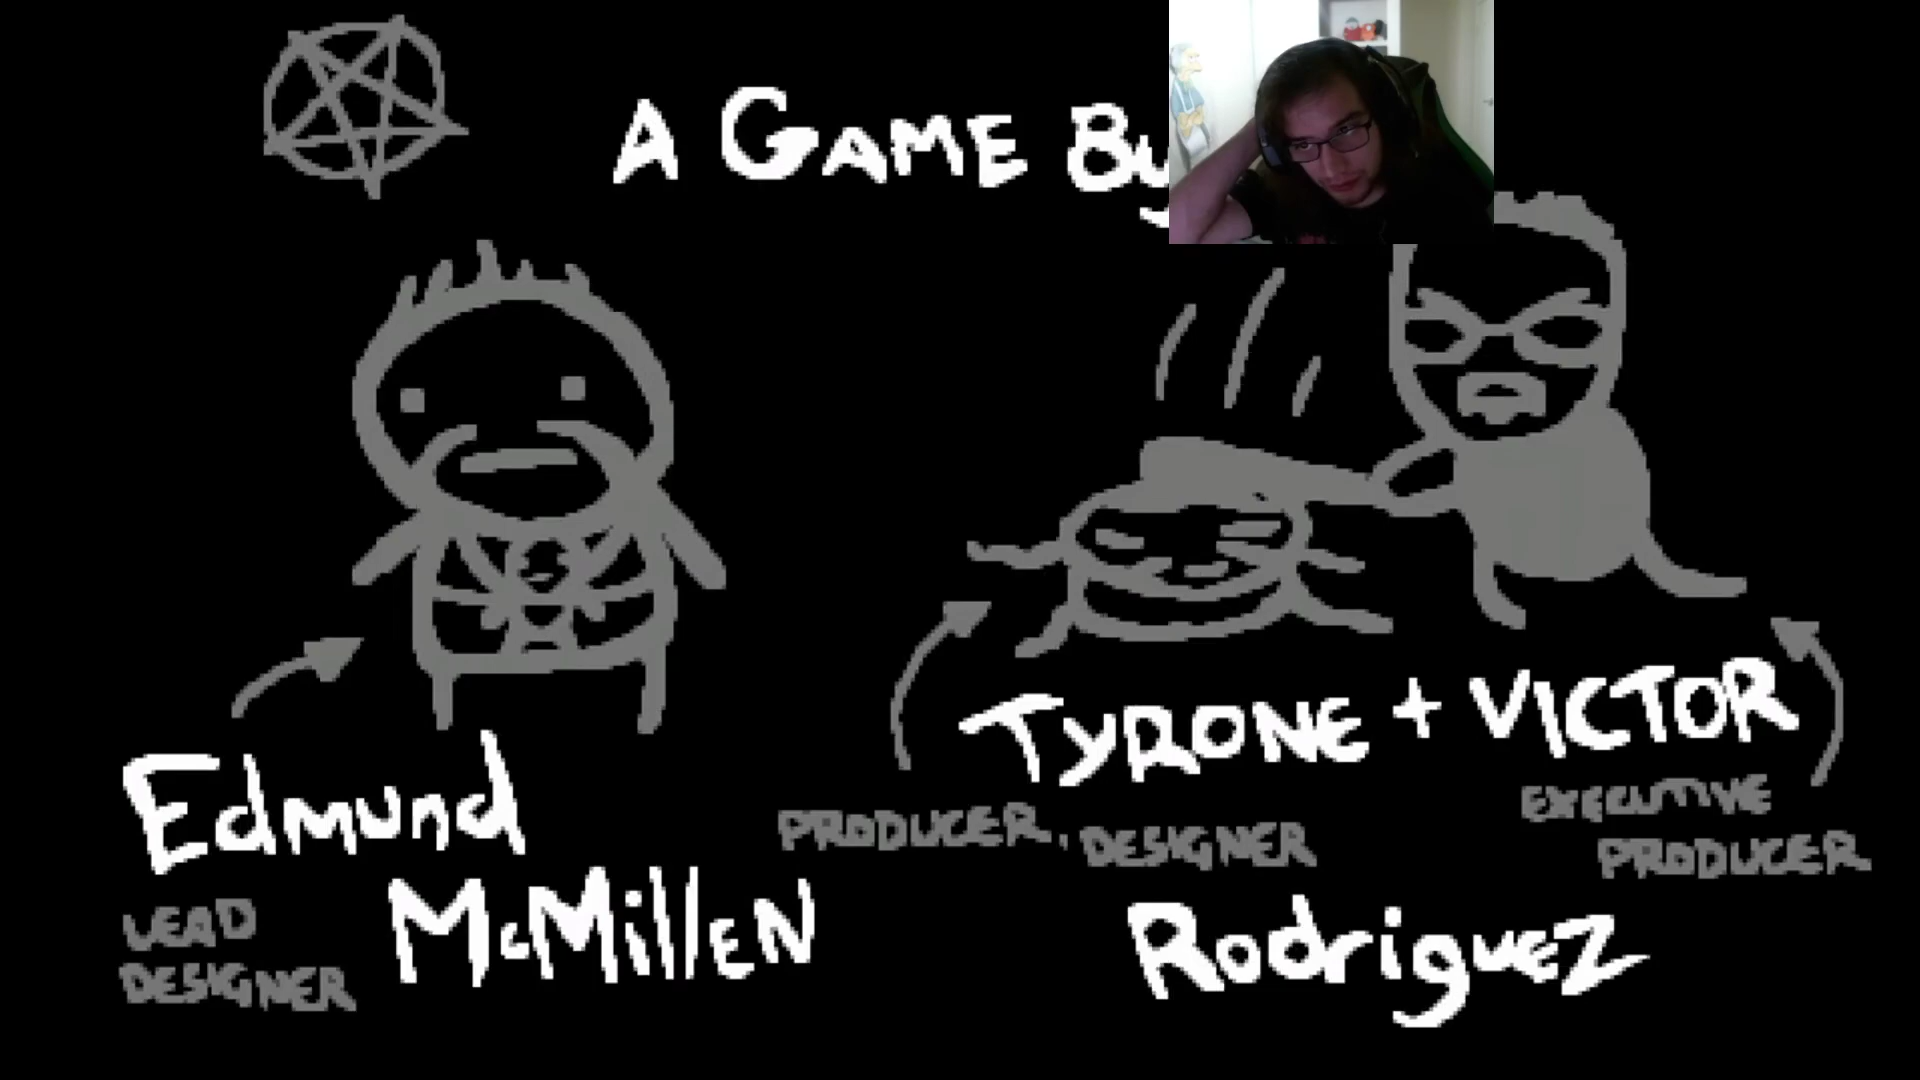 A GAME By
Edmund
McMillEN
LEAD
DESIGNER
TYRONE + VICTOR
PRODUCER, DESIGNER
EXECUTIVE
PRODUCER
RodriguEZ